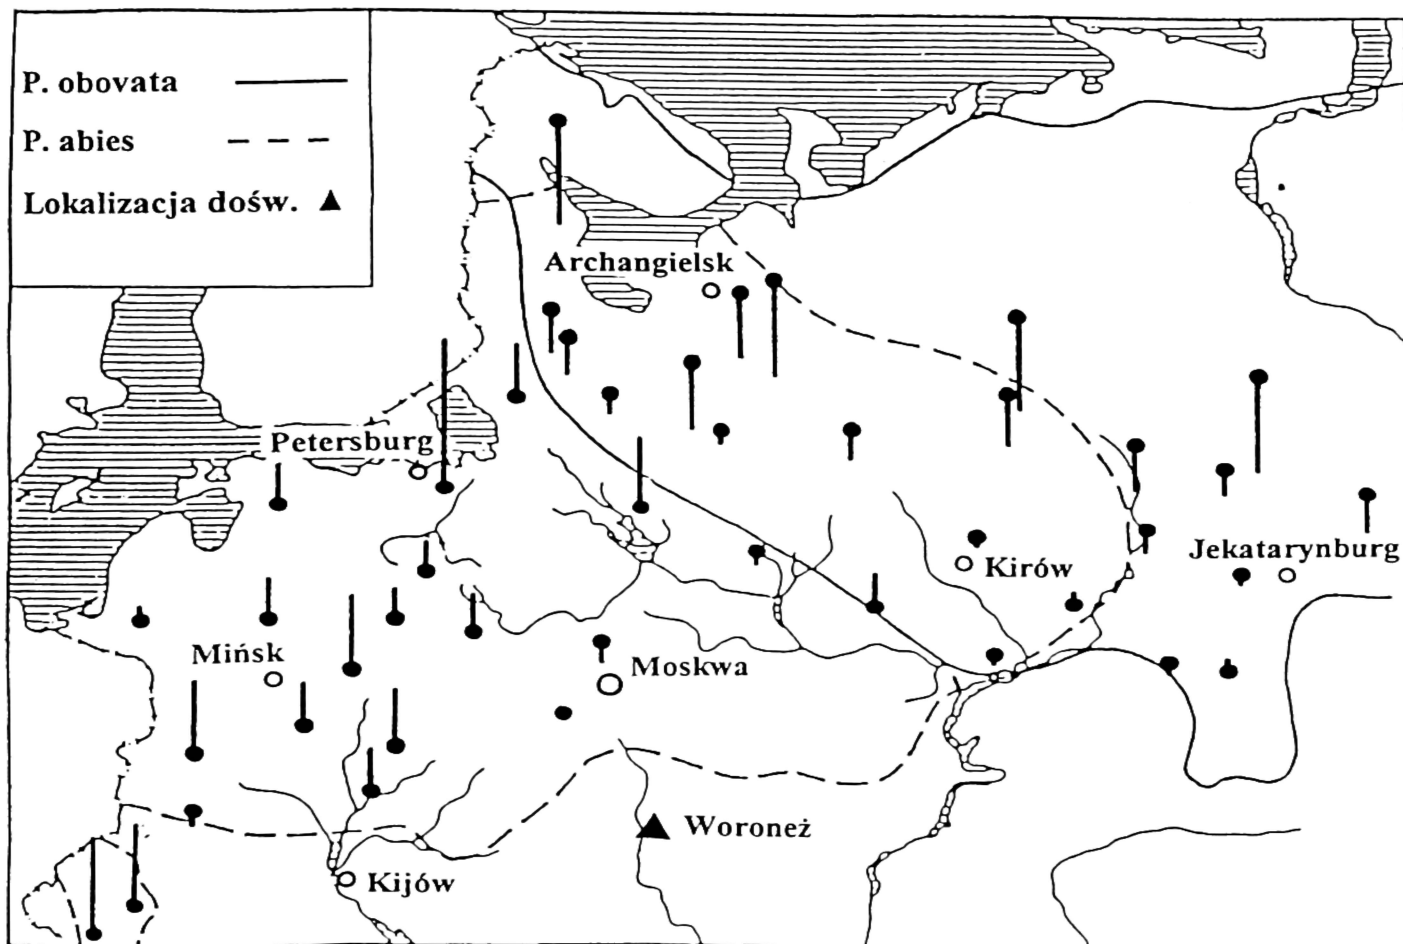 P. obovata
P. abies
Lokalizacja dośw.
Archangielsk
Petersburg
Jekatarynburg
Kirów
Mińsk
Moskwa
Woroneż
Kijów